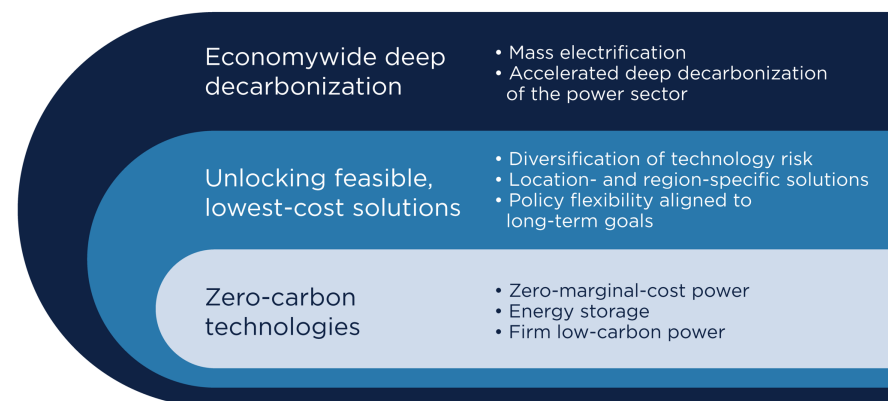 Economywide deep
decarbonization
• Mass electrification
• Accelerated deep decarbonization
of the power sector
Unlocking feasible,
lowest-cost solutions
• Diversification of technology risk
• Location- and region-specific solutions
• Policy flexibility aligned to
long-term goals
Zero-carbon
technologies
• Zero-marginal-cost power
• Energy storage
• Firm low-carbon power